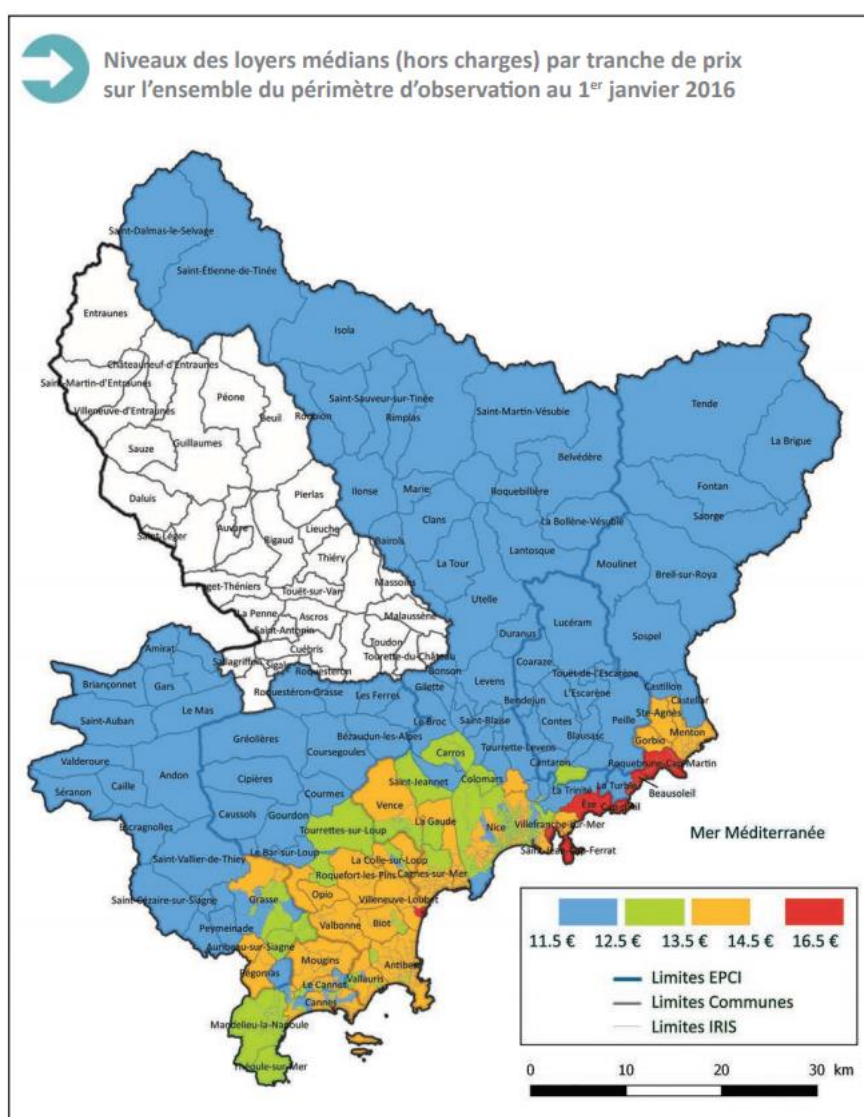 Niveaux des loyers médians (hors charges) par tranche de prix
sur l'ensemble du périmètre d'observation au 1er janvier 2016
Saint-Dalmas-le-Selvage
Saint-Étienne-de-Tinée
Entraunes
Isola
Châteauneuf-d'Entraunes
Saint-Martin-d'Entraunes
Péone
Saint-Sauveur-sur-Tinée
Saint-Martin-Vésubie
Tende
Villeneuve-d'Entraunes
Beuil
Roubion
Rimplas
Guillaumes
La Brigue
Sauze
Belvédère
Daluis
Pierlas
Ilonse
Marie
Roquebillière
Fontan
Saint-Léger
Auvare
Rigaud
Lieuche
Clans
La Bollène-Vésubie
Saorge
Thiéry
Bairols
La Tour
Lantosque
Moulinet
Breil-sur-Roya
Puget-Théniers
Touët-sur-Var
Massoins
Utelle
La Penne
Ascros
Malaussène
Lucéram
Saint-Antonin
Duranus
Sospel
Amirat
Cuébris
Toudon
Sallagriffon
Sigale
Tourette-du-Château
Coaraze
Touët-de-l'Escarène
Briançonnet
Gars
Roquesteron
Bonson
Levens
Castillon
Roquestéron-Grasse
Les Ferres
Gilette
Bendejun
L'Escarène
Castellar
Saint-Auban
Le Mas
Le Broc
Saint-Blaise
Contes
Peille
Ste-Agnès
Gréolières
Bézaudun-les-Alpes
Blausasc
Menton
Valderoure
Coursegoules
Carros
Tourrette-Levens
Gorbio
Andon
Cipières
Saint-Jeannet
Colomars
Cantaron
Roquebrune-Cap-Martin
Séranon
Caille
Courmes
Vence
La Trinité
La Turbie
Beausoleil
Escragnolles
Caussols
Gourdon
Tourrettes-sur-Loup
La Gaude
Nice
Èze
Cap-d'Ail
Villefranche-sur-Mer
Mer Méditerranée
Saint-Vallier-de-Thiey
Le Bar-sur-Loup
La Colle-sur-Loup
Saint-Jean-Cap-Ferrat
Roquefort-les-Pins
Cagnes-sur-Mer
Saint-Cézaire-sur-Siagne
Grasse
Opio
Villeneuve-Loubet
Peymeinade
Valbonne
Biot
Auribeau-sur-Siagne
Mougins
Antibes
Pégomas
Le Cannet
Vallauris
Cannes
Mandelieu-la-Napoule
Théoule-sur-Mer
11.5 € 12.5 € 13.5 € 14.5 € 16.5 €
Limites EPCI
Limites Communes
Limites IRIS
0 10 20 30 km